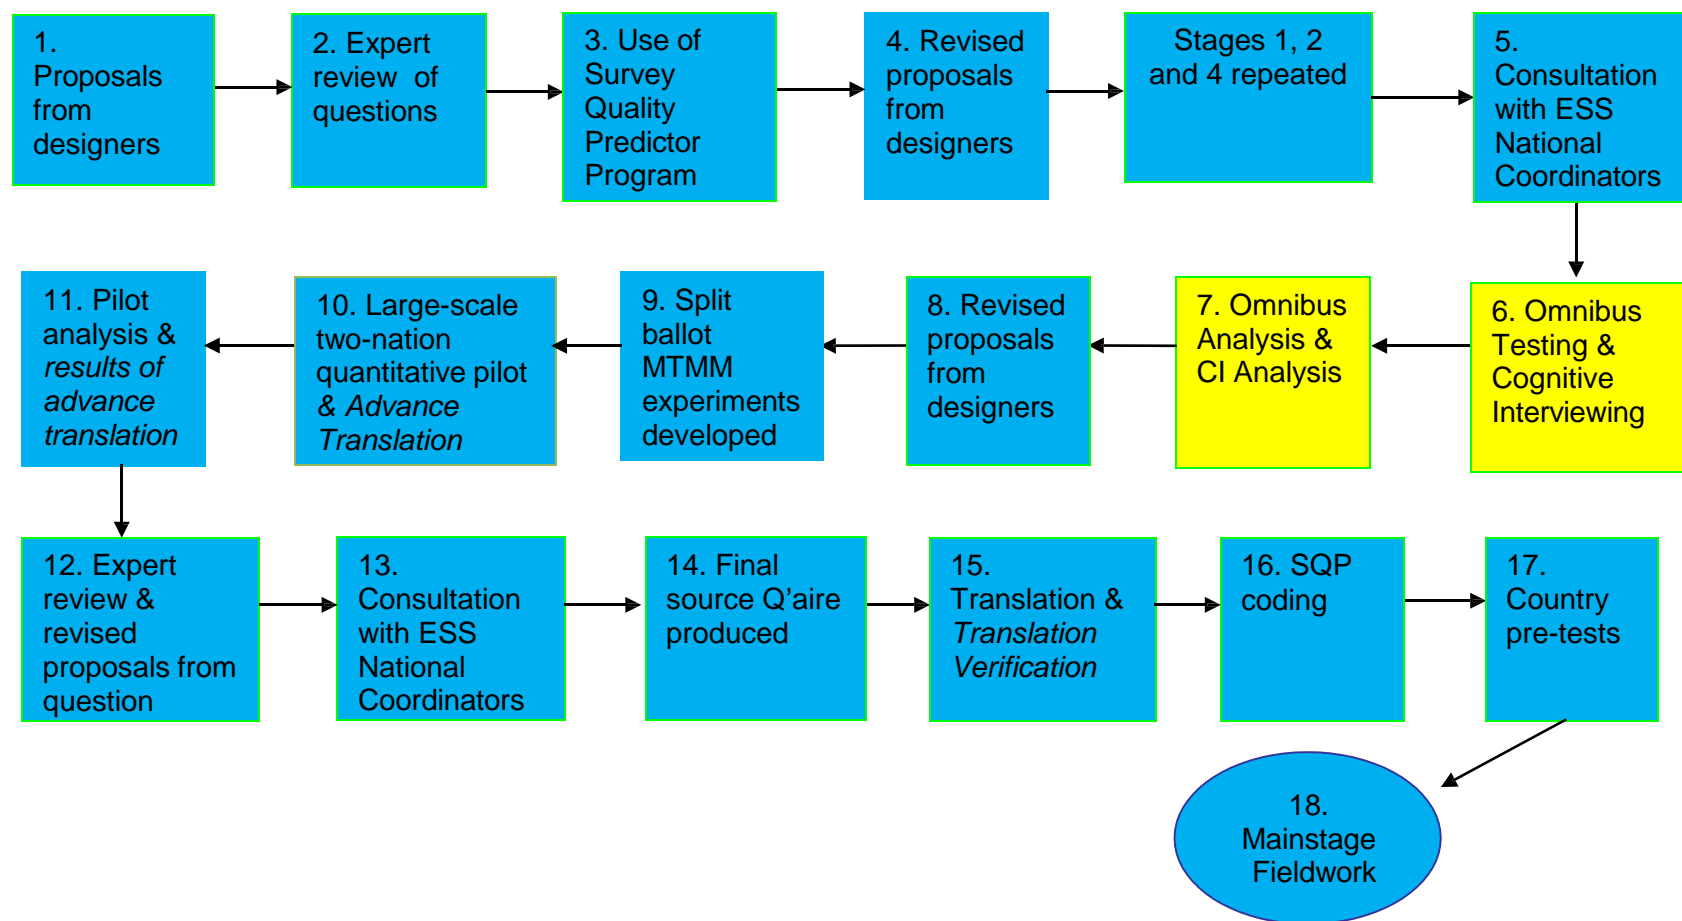 1.
Proposals
from
designers
2. Expert
review of
questions
3. Use of
Survey
Quality
Predictor
Program
4. Revised
proposals
from
designers
Stages 1, 2
and 4 repeated
5.
Consultation
with ESS
National
Coordinators
6. Omnibus
Testing &
Cognitive
Interviewing
7. Omnibus
Analysis &
CI Analysis
8. Revised
proposals
from
designers
9. Split
ballot
MTMM
experiments
developed
10. Large-scale
two-nation
quantitative pilot
& Advance
Translation
11. Pilot
analysis &
results of
advance
translation
12. Expert
review &
revised
proposals from
question
13.
Consultation
with ESS
National
Coordinators
14. Final
source Q’aire
produced
15.
Translation &
Translation
Verification
16. SQP
coding
17.
Country
pre-tests
18.
Mainstage
Fieldwork